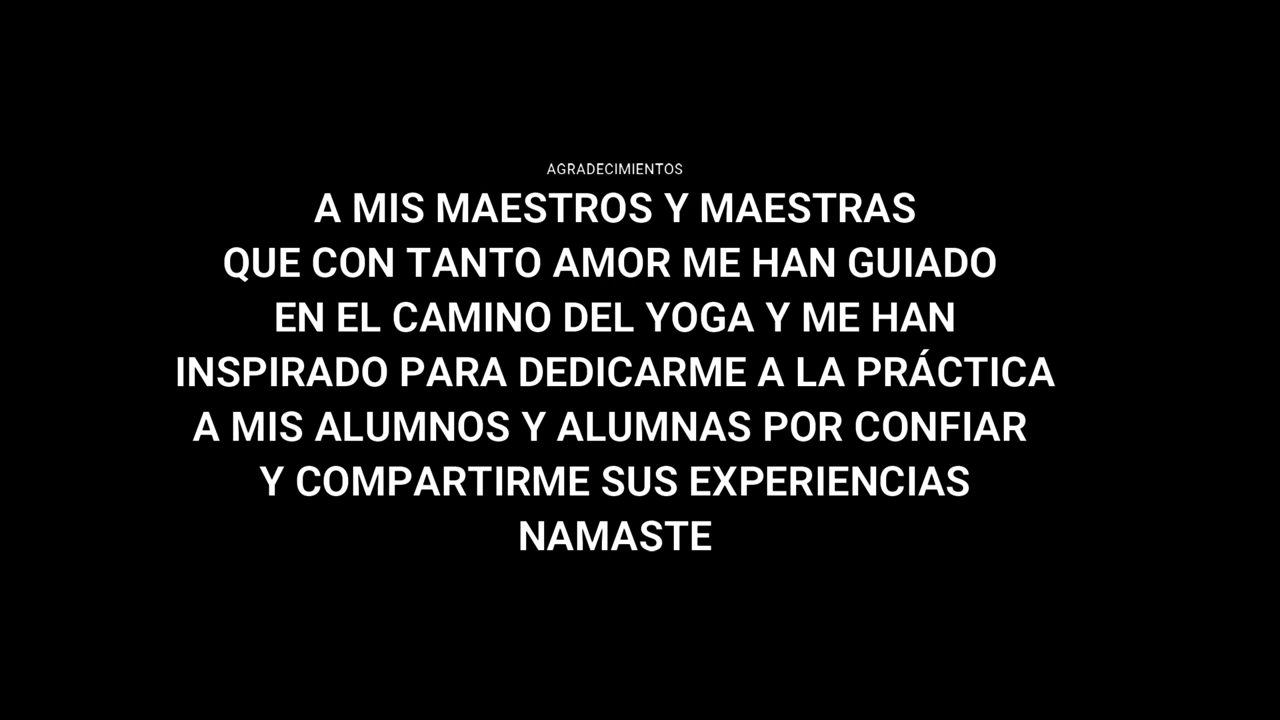 AGRADECIMIENTOS
A MIS MAESTROS Y MAESTRAS
QUE CON TANTO AMOR ME HAN GUIADO
EN EL CAMINO DEL YOGA Y ME HAN
INSPIRADO PARA DEDICARME A LA PRÁCTICA
A MIS ALUMNOS Y ALUMNAS POR CONFIAR
Y COMPARTIRME SUS EXPERIENCIAS
NAMASTE